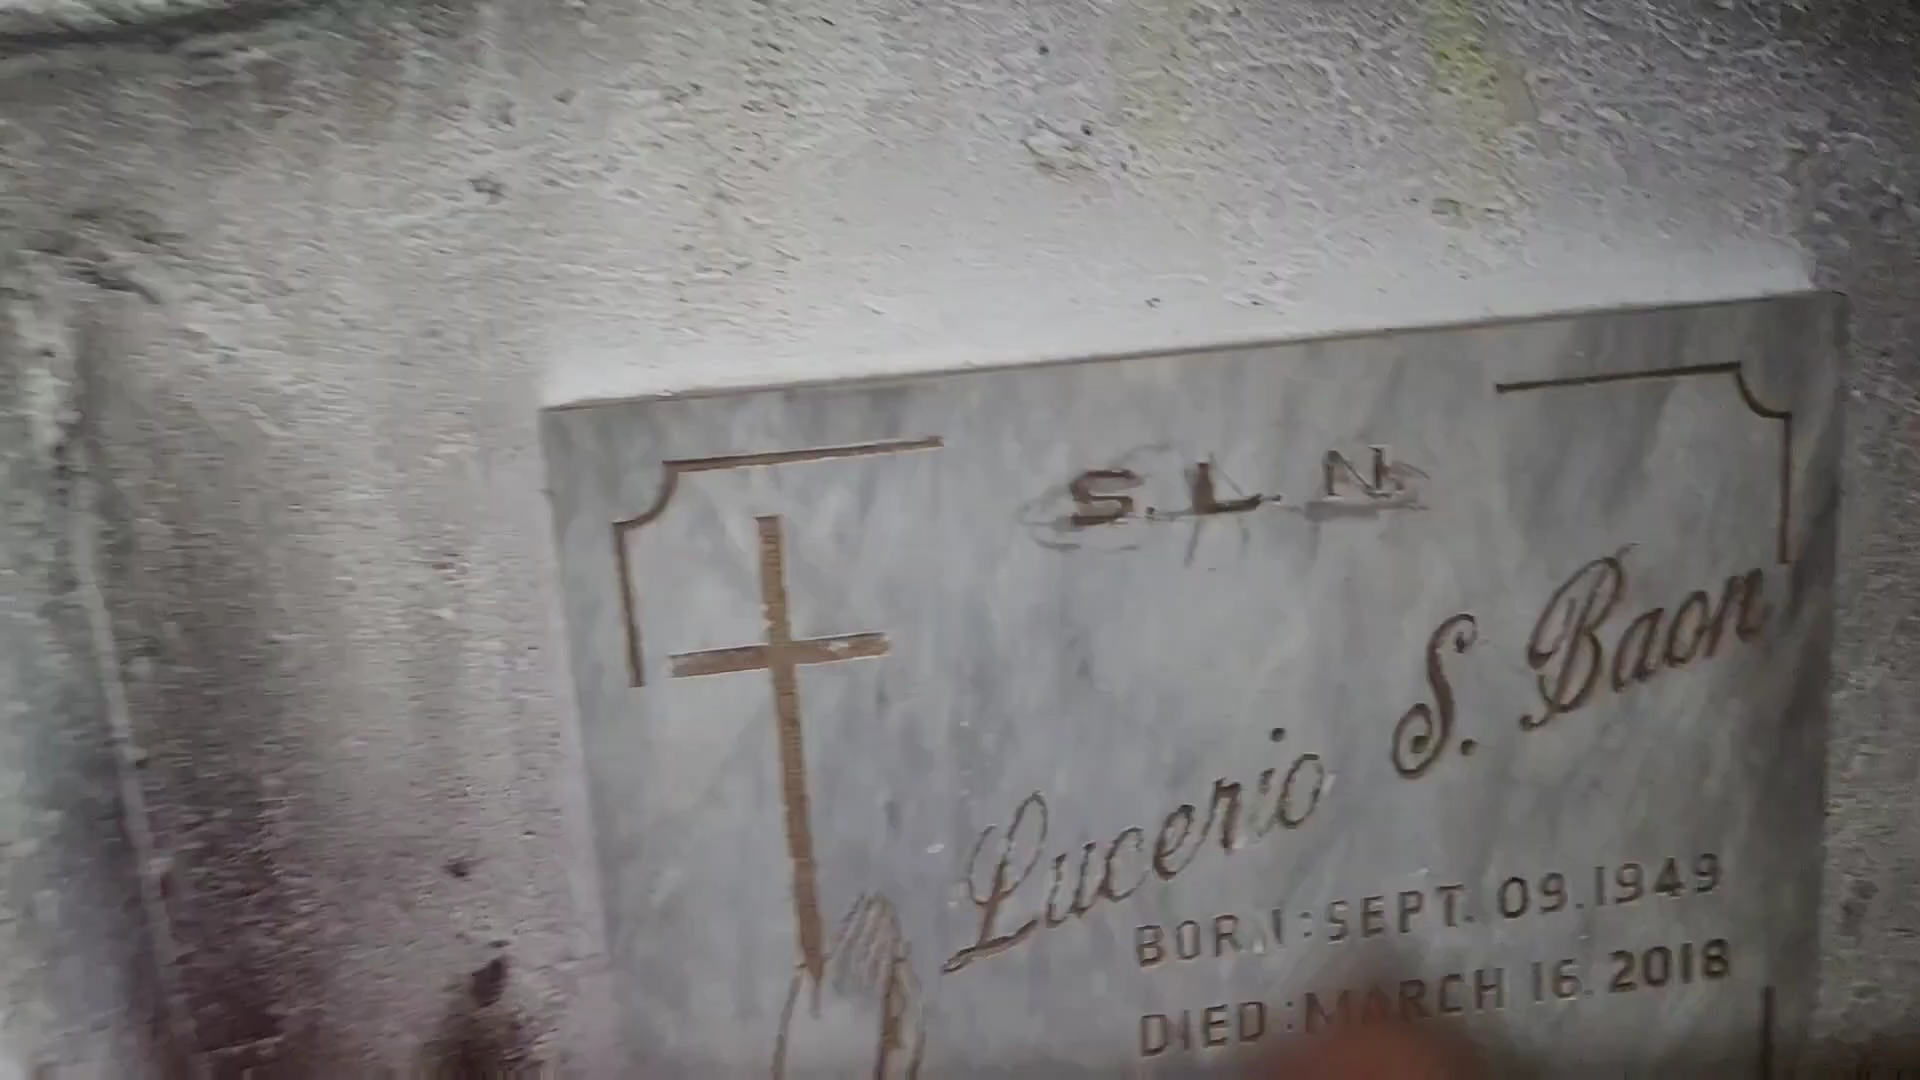 S. L. N.
Lucerio S. Baon
BORN: SEPT. 09. 1949
DIED: MARCH 16. 2018